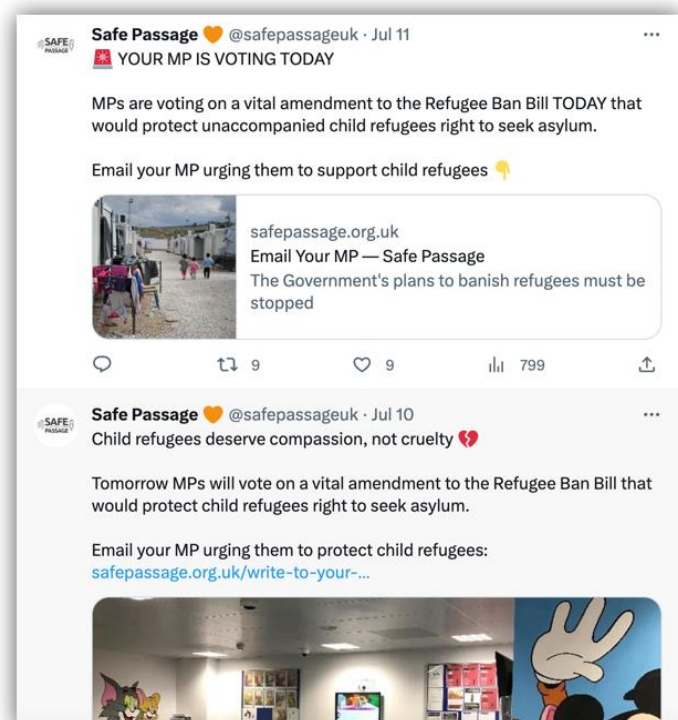 SAFE
PASSAGE
Safe Passage 🧡 @safepassageuk · Jul 11
🚨 YOUR MP IS VOTING TODAY
MPs are voting on a vital amendment to the Refugee Ban Bill TODAY that
would protect unaccompanied child refugees right to seek asylum.
Email your MP urging them to support child refugees 👇
safepassage.org.uk
Email Your MP — Safe Passage
The Government's plans to banish refugees must be
stopped
9
9
799
SAFE
PASSAGE
Safe Passage 🧡 @safepassageuk · Jul 10
Child refugees deserve compassion, not cruelty 💔
Tomorrow MPs will vote on a vital amendment to the Refugee Ban Bill that
would protect child refugees right to seek asylum.
Email your MP urging them to protect child refugees:
safepassage.org.uk/write-to-your-...